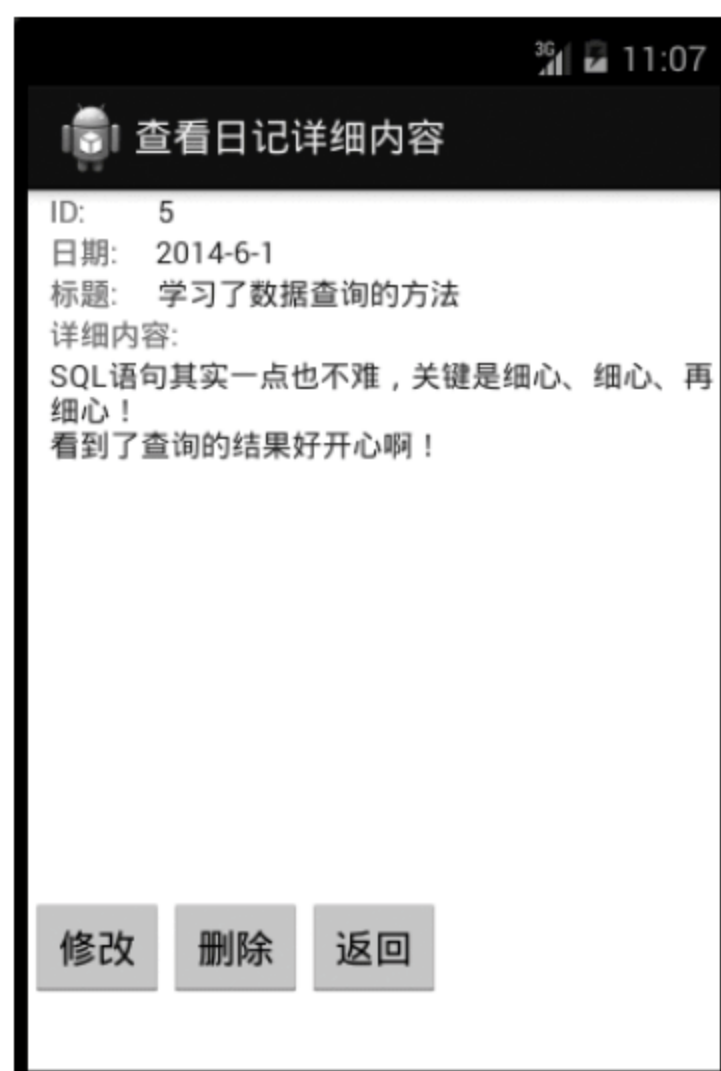 3G 11:07
查看日记详细内容
ID: 5
日期: 2014-6-1
标题: 学习了数据查询的方法
详细内容:
SQL语句其实一点也不难，关键是细心、细心、再
细心！
看到了查询的结果好开心啊！
修改 删除 返回